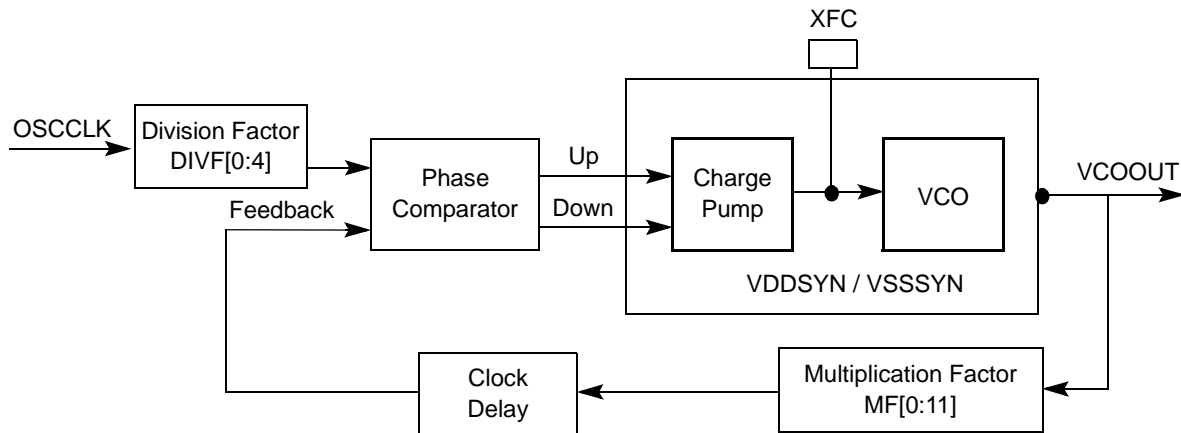 XFC
OSCCLK
Division Factor
DIVF[0:4]
Phase
Comparator
Up
Down
Charge
Pump
VCO
VCOOUT
Feedback
VDDSYN / VSSSYN
Clock
Delay
Multiplication Factor
MF[0:11]